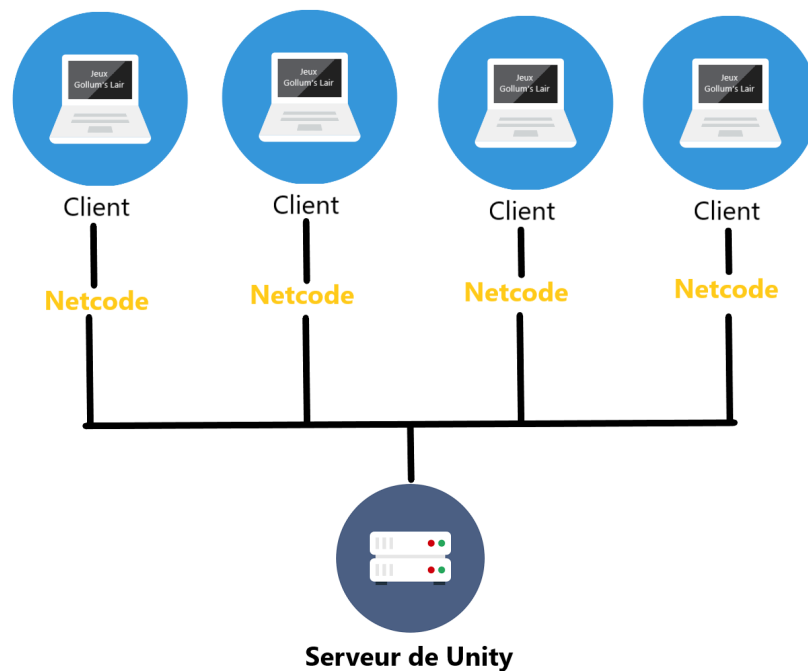 Jeux
Gollum's Lair
Jeux
Gollum's Lair
Jeux
Gollum's Lair
Jeux
Gollum's Lair
Client
Client
Client
Client
Netcode
Netcode
Netcode
Netcode
Serveur de Unity